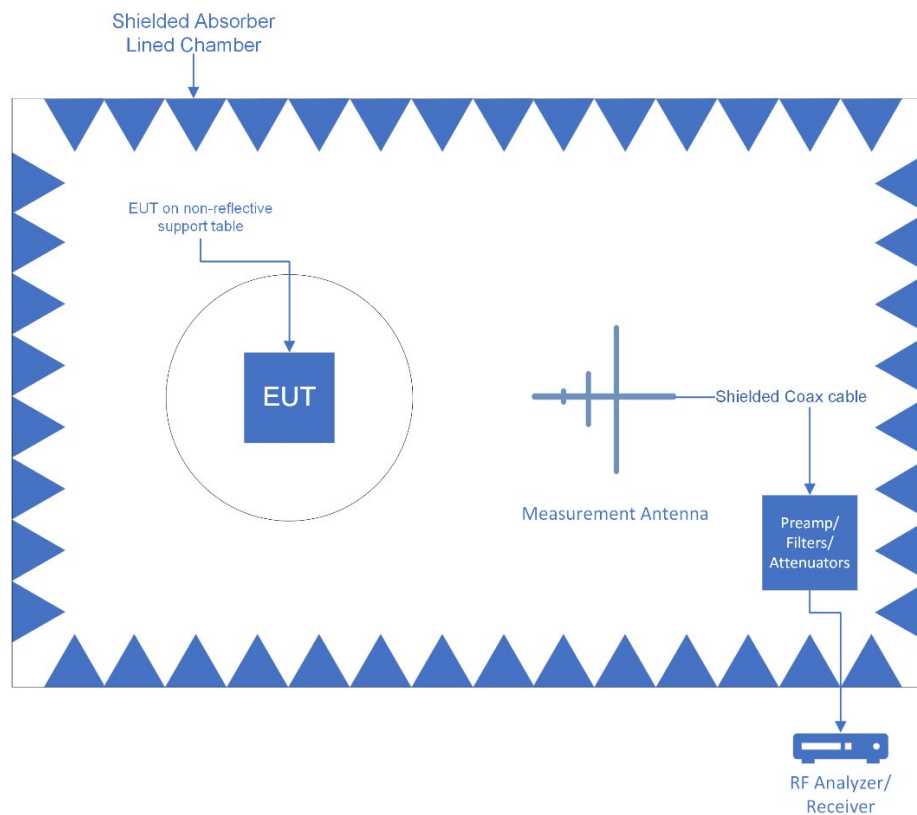 Shielded Absorber
Lined Chamber
EUT on non-reflective
support table
EUT
Shielded Coax cable
Measurement Antenna
Preamp/
Filters/
Attenuators
RF Analyzer/
Receiver